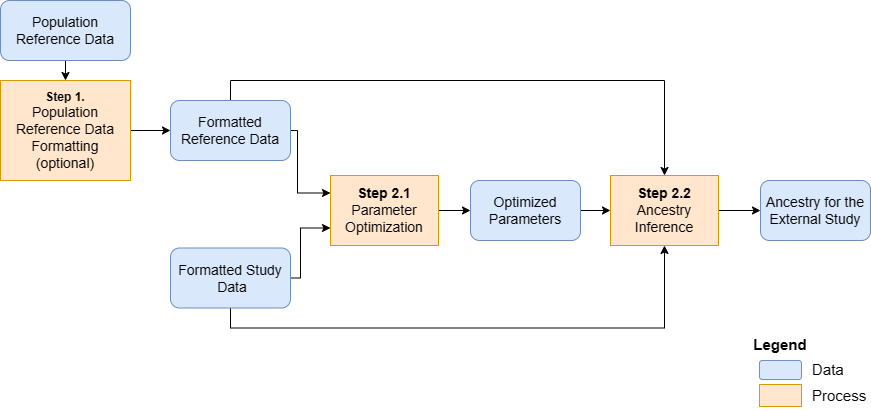 Population
Reference Data
Step 1.
Population
Reference Data
Formatting
(optional)
Formatted
Reference Data
Step 2.1
Parameter
Optimization
Optimized
Parameters
Step 2.2
Ancestry
Inference
Ancestry for the
External Study
Formatted Study
Data
Legend
Data
Process